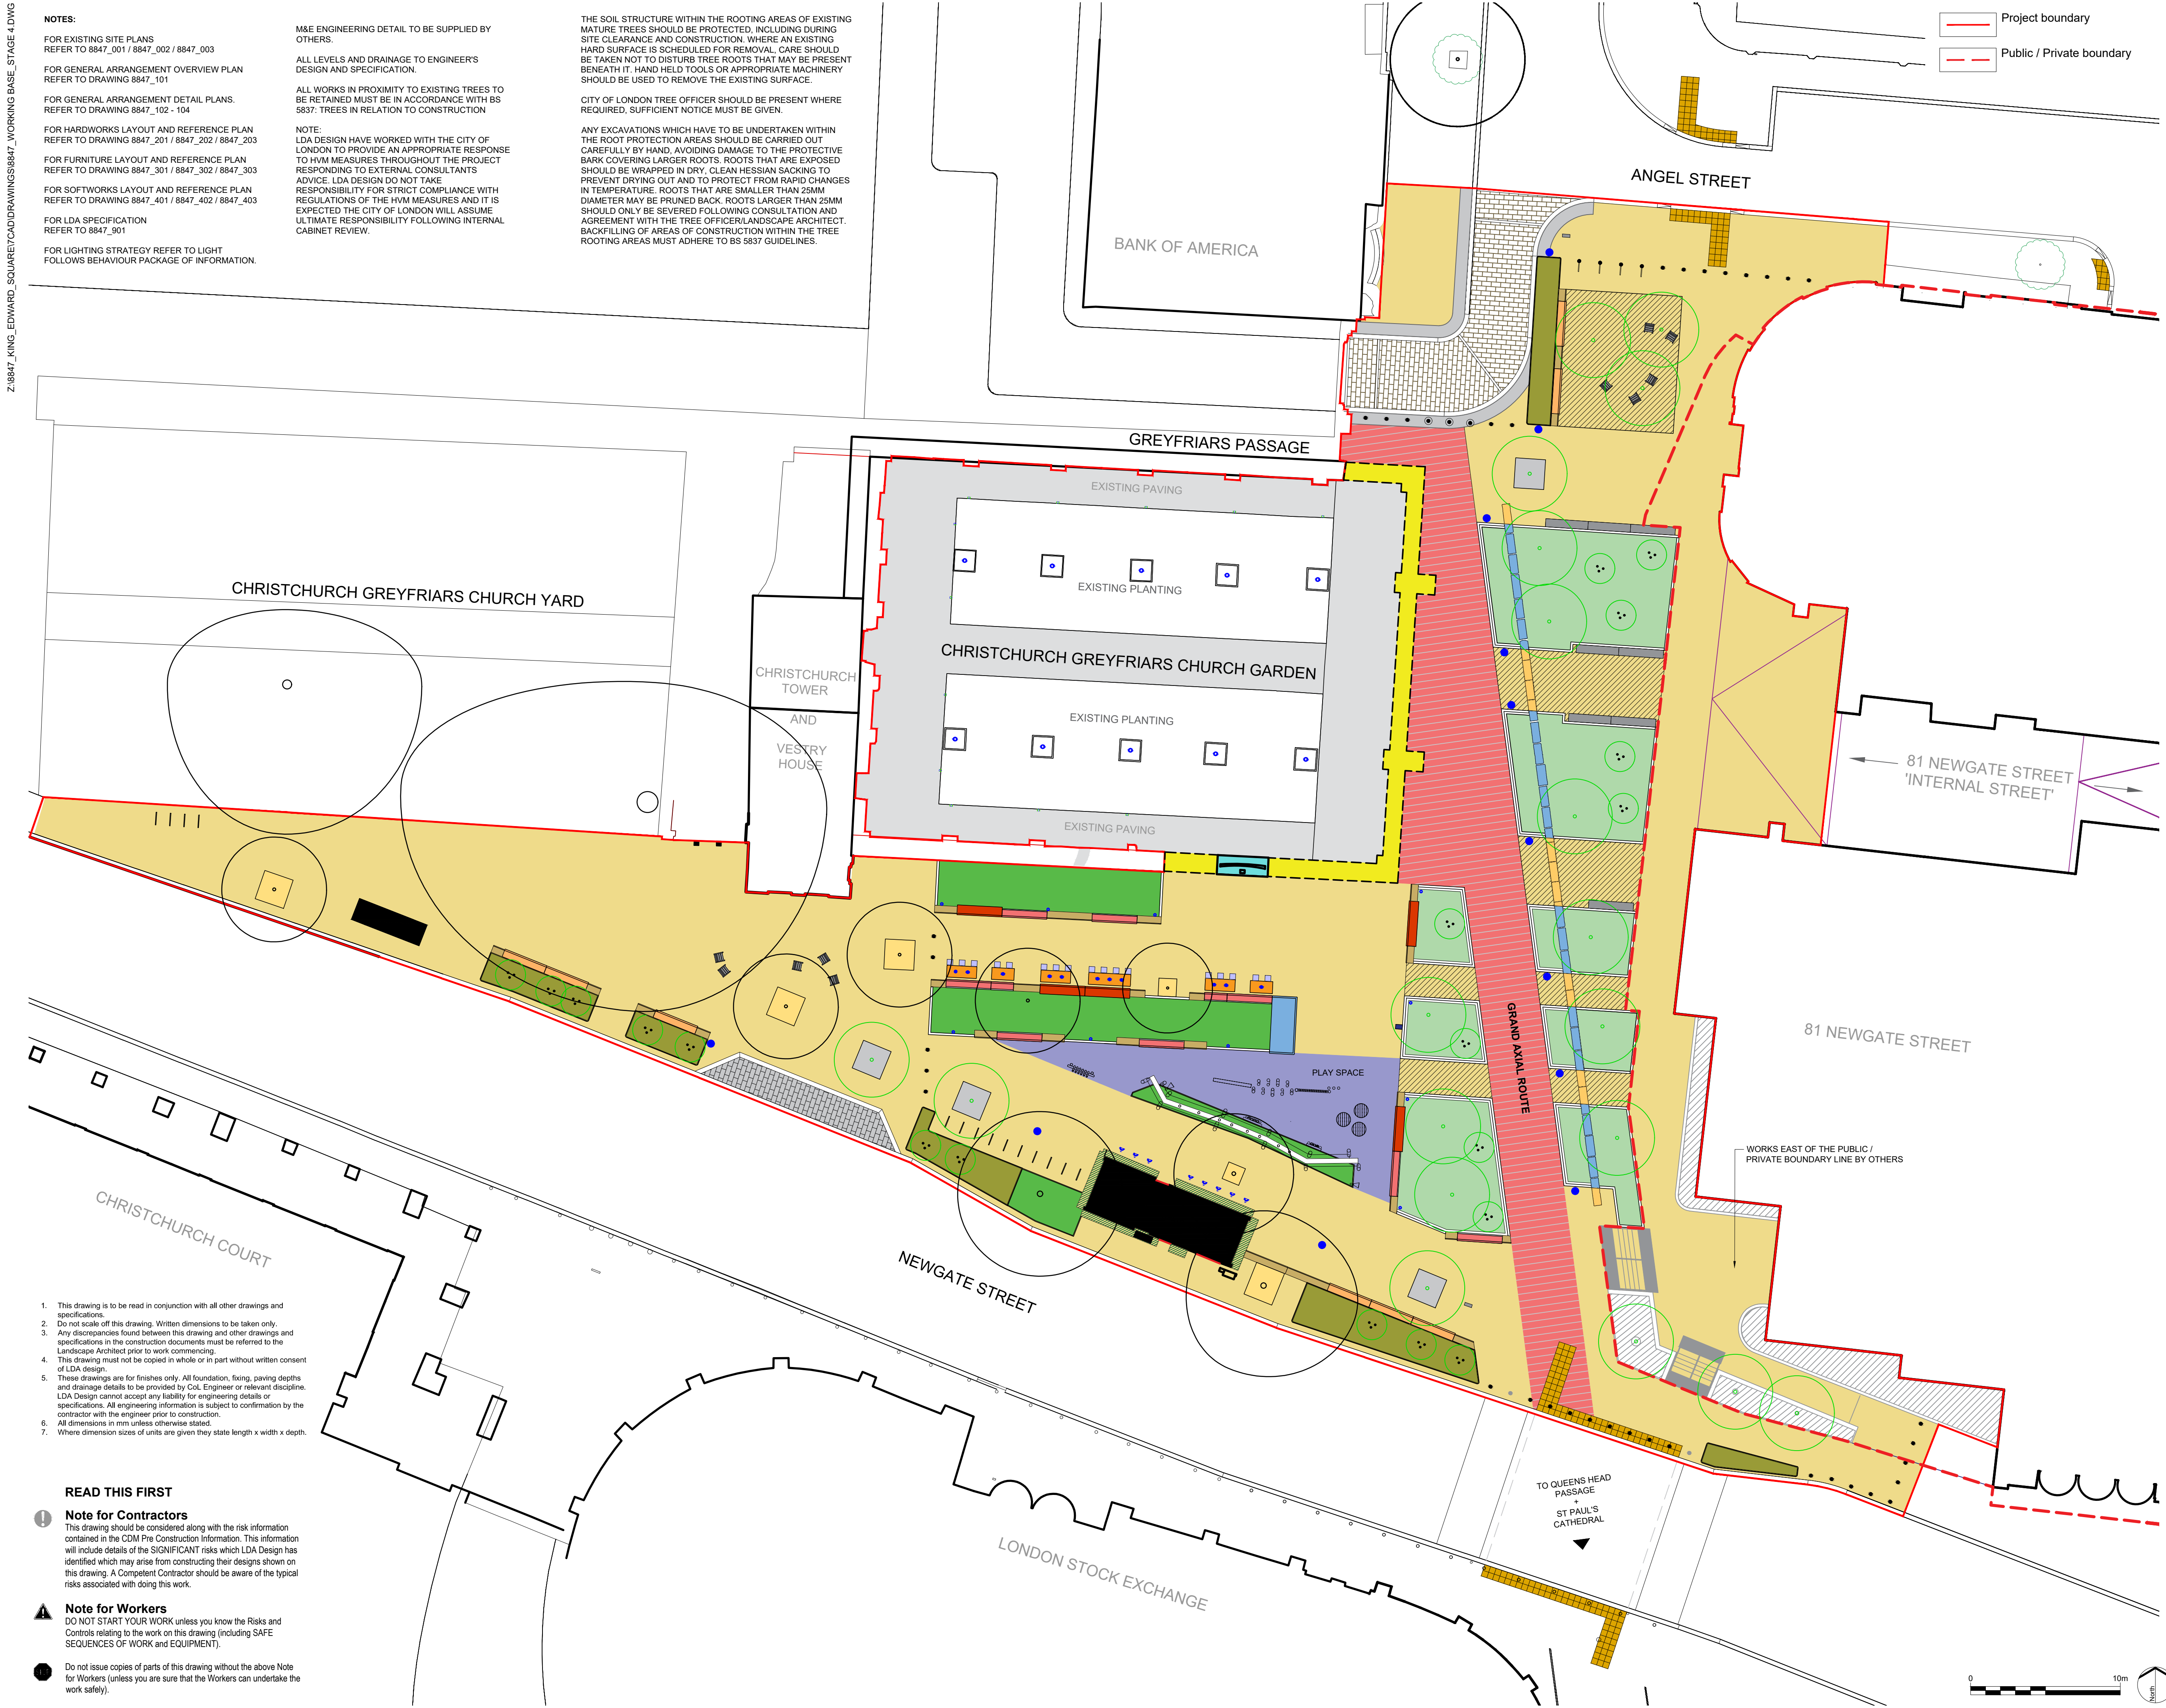 Z:\8847_KING_EDWARD_SQUARE\7CAD\DRAWINGS\8847_WORKING BASE_STAGE 4.DWG
NOTES:
FOR EXISTING SITE PLANS
REFER TO 8847_001 / 8847_002 / 8847_003
FOR GENERAL ARRANGEMENT OVERVIEW PLAN
REFER TO DRAWING 8847_101
FOR GENERAL ARRANGEMENT DETAIL PLANS.
REFER TO DRAWING 8847_102 - 104
FOR HARDWORKS LAYOUT AND REFERENCE PLAN
REFER TO DRAWING 8847_201 / 8847_202 / 8847_203
FOR FURNITURE LAYOUT AND REFERENCE PLAN
REFER TO DRAWING 8847_301 / 8847_302 / 8847_303
FOR SOFTWORKS LAYOUT AND REFERENCE PLAN
REFER TO DRAWING 8847_401 / 8847_402 / 8847_403
FOR LDA SPECIFICATION
REFER TO 8847_901
FOR LIGHTING STRATEGY REFER TO LIGHT
FOLLOWS BEHAVIOUR PACKAGE OF INFORMATION.
M&E ENGINEERING DETAIL TO BE SUPPLIED BY
OTHERS.
ALL LEVELS AND DRAINAGE TO ENGINEER'S
DESIGN AND SPECIFICATION.
ALL WORKS IN PROXIMITY TO EXISTING TREES TO
BE RETAINED MUST BE IN ACCORDANCE WITH BS
5837: TREES IN RELATION TO CONSTRUCTION
NOTE:
LDA DESIGN HAVE WORKED WITH THE CITY OF
LONDON TO PROVIDE AN APPROPRIATE RESPONSE
TO HVM MEASURES THROUGHOUT THE PROJECT
RESPONDING TO EXTERNAL CONSULTANTS
ADVICE. LDA DESIGN DO NOT TAKE
RESPONSIBILITY FOR STRICT COMPLIANCE WITH
REGULATIONS OF THE HVM MEASURES AND IT IS
EXPECTED THE CITY OF LONDON WILL ASSUME
ULTIMATE RESPONSIBILITY FOLLOWING INTERNAL
CABINET REVIEW.
THE SOIL STRUCTURE WITHIN THE ROOTING AREAS OF EXISTING
MATURE TREES SHOULD BE PROTECTED, INCLUDING DURING
SITE CLEARANCE AND CONSTRUCTION. WHERE AN EXISTING
HARD SURFACE IS SCHEDULED FOR REMOVAL, CARE SHOULD
BE TAKEN NOT TO DISTURB TREE ROOTS THAT MAY BE PRESENT
BENEATH IT. HAND HELD TOOLS OR APPROPRIATE MACHINERY
SHOULD BE USED TO REMOVE THE EXISTING SURFACE.
CITY OF LONDON TREE OFFICER SHOULD BE PRESENT WHERE
REQUIRED, SUFFICIENT NOTICE MUST BE GIVEN.
ANY EXCAVATIONS WHICH HAVE TO BE UNDERTAKEN WITHIN
THE ROOT PROTECTION AREAS SHOULD BE CARRIED OUT
CAREFULLY BY HAND, AVOIDING DAMAGE TO THE PROTECTIVE
BARK COVERING LARGER ROOTS. ROOTS THAT ARE EXPOSED
SHOULD BE WRAPPED IN DRY, CLEAN HESSIAN SACKING TO
PREVENT DRYING OUT AND TO PROTECT FROM RAPID CHANGES
IN TEMPERATURE. ROOTS THAT ARE SMALLER THAN 25MM
DIAMETER MAY BE PRUNED BACK. ROOTS LARGER THAN 25MM
SHOULD ONLY BE SEVERED FOLLOWING CONSULTATION AND
AGREEMENT WITH THE TREE OFFICER/LANDSCAPE ARCHITECT.
BACKFILLING OF AREAS OF CONSTRUCTION WITHIN THE TREE
ROOTING AREAS MUST ADHERE TO BS 5837 GUIDELINES.
Project boundary
Public / Private boundary
ANGEL STREET
BANK OF AMERICA
GREYFRIARS PASSAGE
EXISTING PAVING
EXISTING PLANTING
CHRISTCHURCH GREYFRIARS CHURCH YARD
CHRISTCHURCH GREYFRIARS CHURCH GARDEN
CHRISTCHURCH
TOWER
AND
VESTRY
HOUSE
EXISTING PLANTING
EXISTING PAVING
81 NEWGATE STREET
'INTERNAL STREET'
GRAND AXIAL ROUTE
81 NEWGATE STREET
PLAY SPACE
WORKS EAST OF THE PUBLIC /
PRIVATE BOUNDARY LINE BY OTHERS
CHRISTCHURCH COURT
NEWGATE STREET
LONDON STOCK EXCHANGE
TO QUEENS HEAD
PASSAGE
+
ST PAUL'S
CATHEDRAL
1. This drawing is to be read in conjunction with all other drawings and
specifications.
2. Do not scale off this drawing. Written dimensions to be taken only.
3. Any discrepancies found between this drawing and other drawings and
specifications in the construction documents must be referred to the
Landscape Architect prior to work commencing.
4. This drawing must not be copied in whole or in part without written consent
of LDA design.
5. These drawings are for finishes only. All foundation, fixing, paving depths
and drainage details to be provided by CoL Engineer or relevant discipline.
LDA Design cannot accept any liability for engineering details or
specifications. All engineering information is subject to confirmation by the
contractor with the engineer prior to construction.
6. All dimensions in mm unless otherwise stated.
7. Where dimension sizes of units are given they state length x width x depth.
READ THIS FIRST
Note for Contractors
This drawing should be considered along with the risk information
contained in the CDM Pre Construction Information. This information
will include details of the SIGNIFICANT risks which LDA Design has
identified which may arise from constructing their designs shown on
this drawing. A Competent Contractor should be aware of the typical
risks associated with doing this work.
Note for Workers
DO NOT START YOUR WORK unless you know the Risks and
Controls relating to the work on this drawing (including SAFE
SEQUENCES OF WORK and EQUIPMENT).
Do not issue copies of parts of this drawing without the above Note
for Workers (unless you are sure that the Workers can undertake the
work safely).
0 10m
North